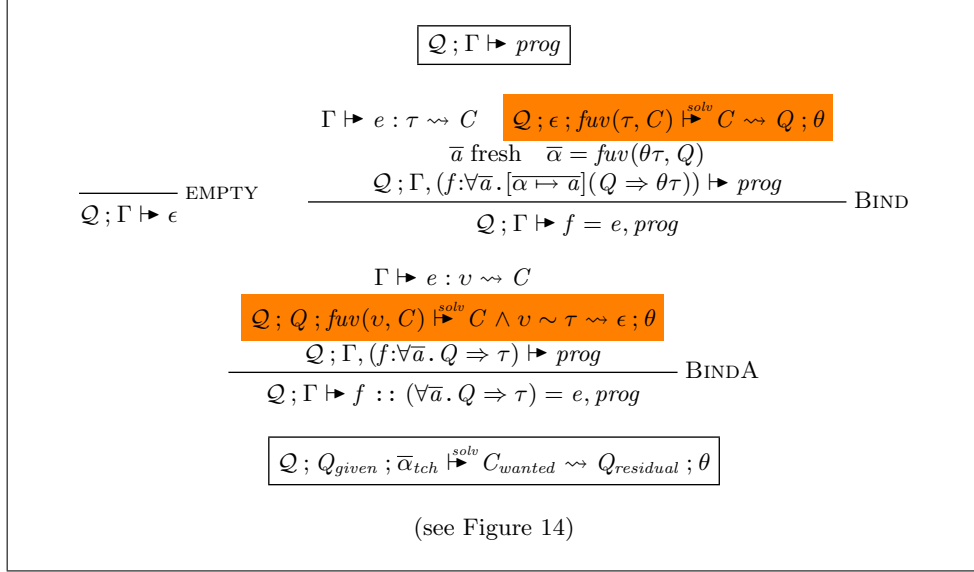 𝒬 ; Γ ⊢ prog
Γ ⊢ e : τ ⇝ C    𝒬 ; ϵ ; fuv(τ, C) ⊢^solv C ⇝ Q ; θ
a̅ fresh    α̅ = fuv(θτ, Q)
𝒬 ; Γ, (f:∀a̅ . [α̅ ↦ a̅](Q ⇒ θτ)) ⊢ prog
𝒬 ; Γ ⊢ ϵ EMPTY
𝒬 ; Γ ⊢ f = e, prog BIND
Γ ⊢ e : υ ⇝ C
𝒬 ; Q ; fuv(υ, C) ⊢^solv C ∧ υ ∼ τ ⇝ ϵ ; θ
𝒬 ; Γ, (f:∀a̅ . Q ⇒ τ) ⊢ prog
𝒬 ; Γ ⊢ f :: (∀a̅ . Q ⇒ τ) = e, prog BINDA
𝒬 ; Q_given ; α̅_tch ⊢^solv C_wanted ⇝ Q_residual ; θ
(see Figure 14)